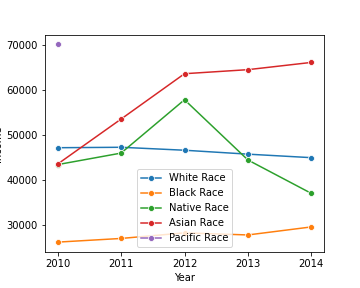 70000
60000
50000
40000
30000
White Race
Black Race
Native Race
Asian Race
Pacific Race
2010 2011 2012 2013 2014
Year